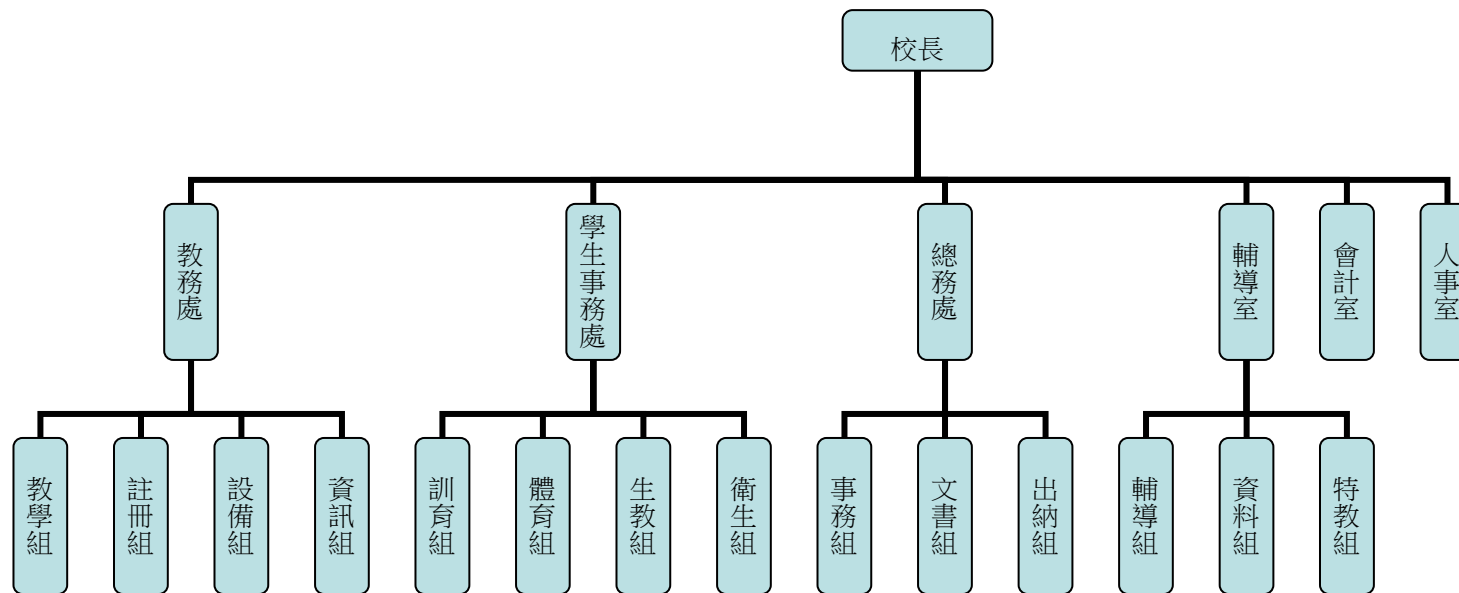 校長
教務處
學生事務處
總務處
輔導室
會計室
人事室
教學組
註冊組
設備組
資訊組
訓育組
體育組
生教組
衛生組
事務組
文書組
出納組
輔導組
資料組
特教組